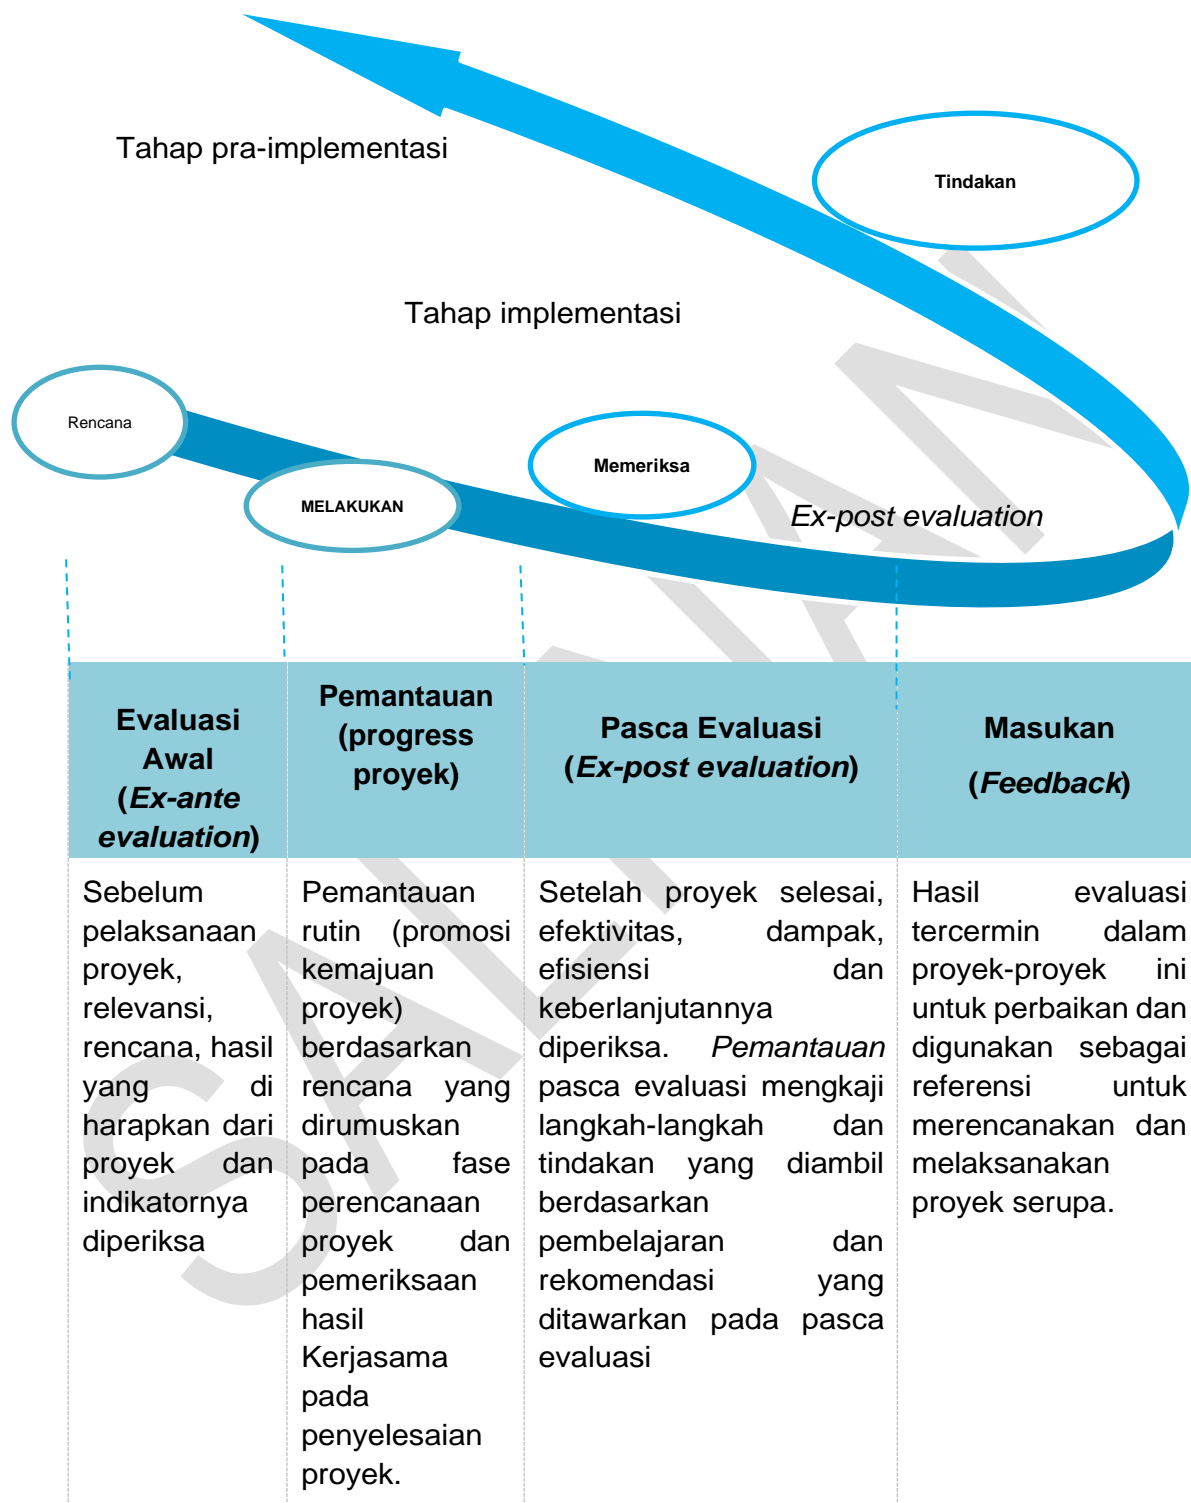 Tahap pra-implementasi
Tindakan
Tahap implementasi
Rencana
MELAKUKAN
Memeriksa
Ex-post evaluation
Evaluasi
Awal
(Ex-ante
evaluation)
Pemantauan
(progress
proyek)
Pasca Evaluasi
(Ex-post evaluation)
Masukan
(Feedback)
Sebelum
pelaksanaan
proyek,
relevansi,
rencana, hasil
yang di
harapkan dari
proyek dan
indikatornya
diperiksa
Pemantauan
rutin (promosi
kemajuan
proyek)
berdasarkan
rencana yang
dirumuskan
pada fase
perencanaan
proyek dan
pemeriksaan
hasil
Kerjasama
pada
penyelesaian
proyek.
Setelah proyek selesai,
efektivitas, dampak,
efisiensi dan
keberlanjutannya
diperiksa. Pemantauan
pasca evaluasi mengkaji
langkah-langkah dan
tindakan yang diambil
berdasarkan
pembelajaran dan
rekomendasi yang
ditawarkan pada pasca
evaluasi
Hasil evaluasi
tercermin dalam
proyek-proyek ini
untuk perbaikan dan
digunakan sebagai
referensi untuk
merencanakan dan
melaksanakan
proyek serupa.
SALINAN